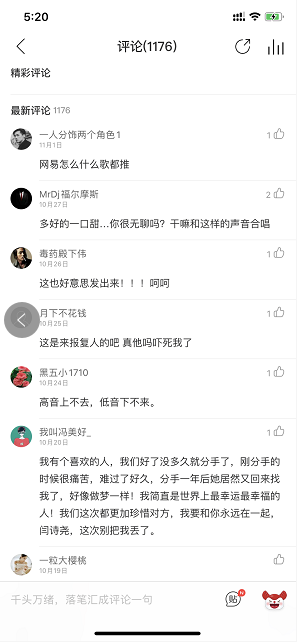 5:20
评论(1176)
精彩评论
最新评论 1176
一人分饰两个角色1
1
11月1日
网易怎么什么歌都推
MrDj福尔摩斯
2
10月27日
多好的一口甜...你很无聊吗？干嘛和这样的声音合唱
毒药殿下伟
1
10月26日
这也好意思发出来！！！呵呵
月下不花钱
1
10月25日
这是来报复人的吧 真他吗吓死我了
黑五小1710
1
10月24日
高音上不去，低音下不来。
我叫冯美好_
1
10月20日
我有个喜欢的人，我们好了没多久就分手了，刚分手的
时候很痛苦，难过了好久，分手一年后她居然又回来找
我了，好像做梦一样！我简直是世界上最幸运最幸福的
人！我们这次都更加珍惜对方，我要和你永远在一起，
闫诗尧，这次别把我丢了。
一粒大樱桃
10月19日
千头万绪，落笔汇成评论一句
贴